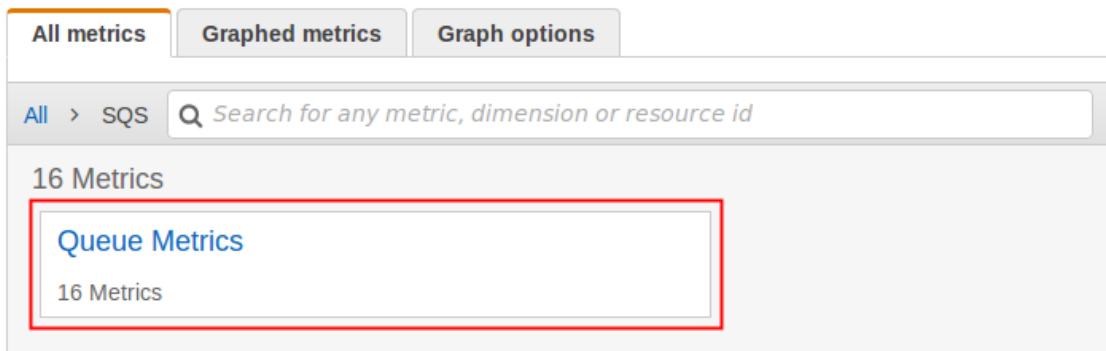 All metrics Graphed metrics Graph options
All > SQS Search for any metric, dimension or resource id
16 Metrics
Queue Metrics
16 Metrics